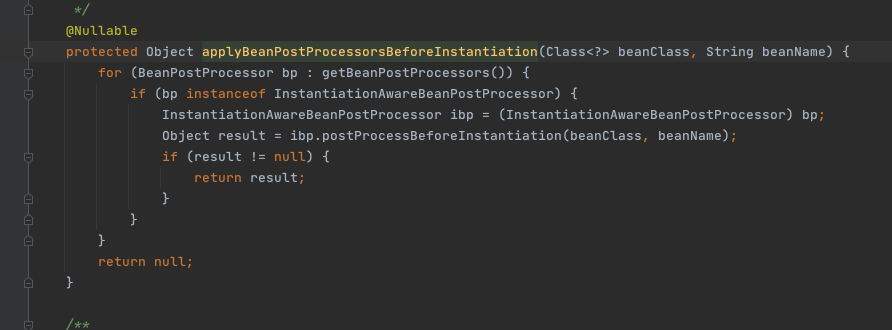 */
@Nullable
protected Object applyBeanPostProcessorsBeforeInstantiation(Class<?> beanClass, String beanName) {
for (BeanPostProcessor bp : getBeanPostProcessors()) {
if (bp instanceof InstantiationAwareBeanPostProcessor) {
InstantiationAwareBeanPostProcessor ibp = (InstantiationAwareBeanPostProcessor) bp;
Object result = ibp.postProcessBeforeInstantiation(beanClass, beanName);
if (result != null) {
return result;
}
}
}
return null;
}
/**